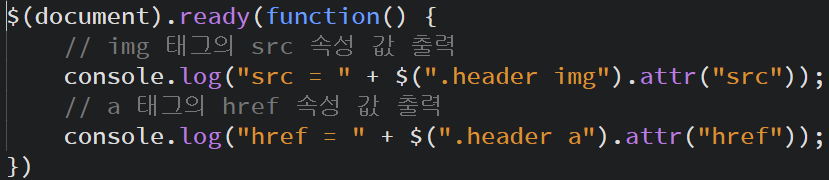 $(document).ready(function() {
    // img 태그의 src 속성 값 출력
    console.log("src = " + $(".header img").attr("src"));
    // a 태그의 href 속성 값 출력
    console.log("href = " + $(".header a").attr("href"));
})